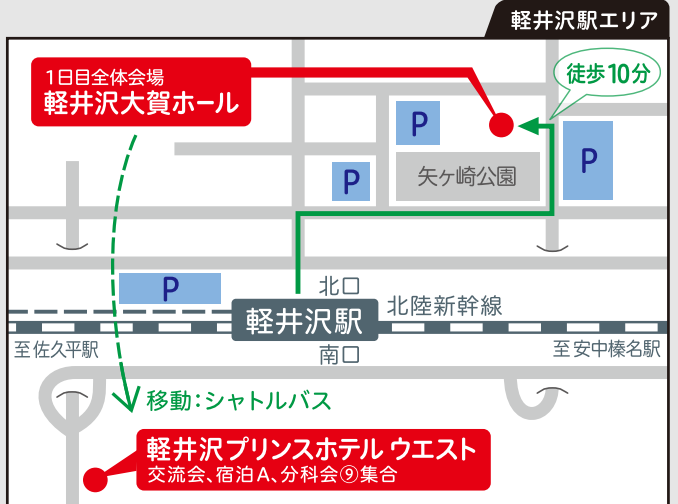 軽井沢駅エリア
1日目全体会場
軽井沢大賀ホール
徒歩10分
P
P
P
矢ヶ崎公園
P
北口
軽井沢駅
北陸新幹線
至佐久平駅
南口
至安中榛名駅
移動：シャトルバス
軽井沢プリンスホテル ウエスト
交流会、宿泊A、分科会⑨集合